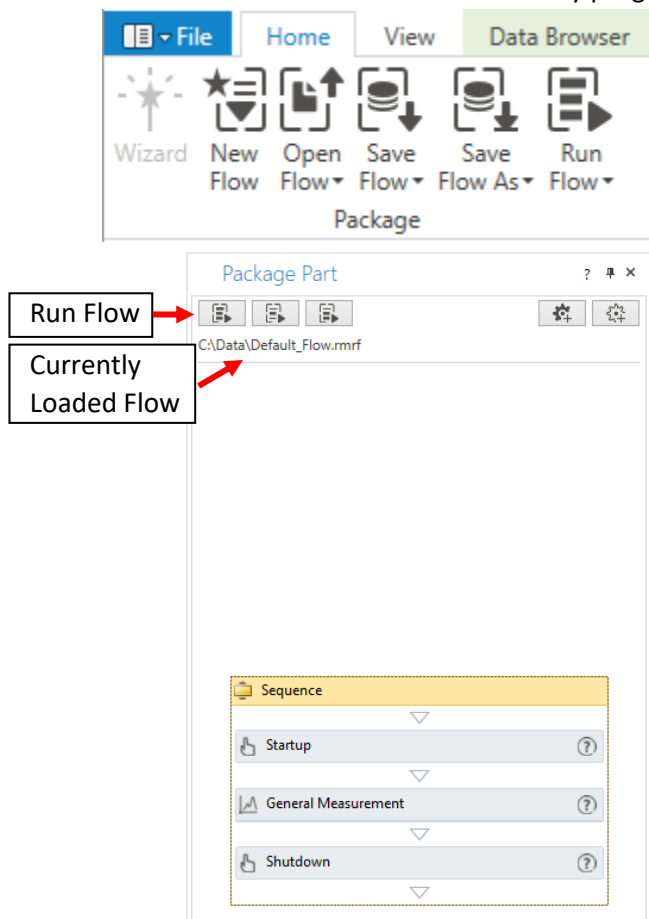 File Home View Data Browser
Wizard New Flow Open Flow Save Flow Save Flow As Run Flow
Package
Package Part ? ×
Run Flow
C:\Data\Default_Flow.rmrf
Currently
Loaded Flow
Sequence
Startup ?
General Measurement ?
Shutdown ?